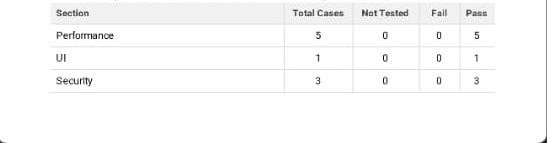 Section Total Cases Not Tested Fail Pass
Performance 5 0 0 5
UI 1 0 0 1
Security 3 0 0 3